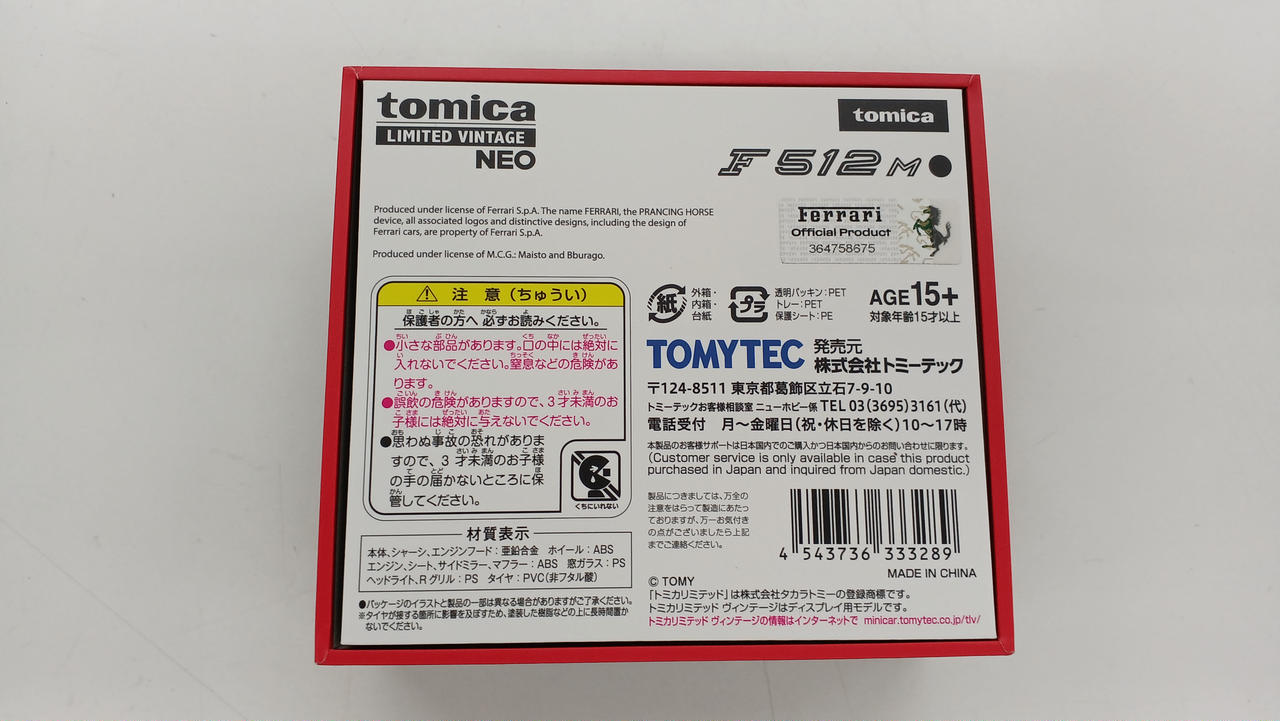 tomica
LIMITED VINTAGE
NEO
tomica
F512M
Produced under license of Ferrari S.p.A. The name FERRARI, the PRANCING HORSE
device, all associated logos and distinctive designs, including the design of
Ferrari cars, are property of Ferrari S.p.A.
Produced under license of M.C.G.: Maisto and Bburago.
Ferrari
Official Product
364758675
注 意（ちゅうい）
保護者の方へ 必ずお読みください。
●小さな部品があります。口の中には絶対に
入れないでください。窒息などの危険があ
ります。
●誤飲の危険がありますので、3才未満のお
子様には絶対に与えないでください。
●思わぬ事故の恐れがありま
すので、3才未満のお子様
の手の届かないところに保
管してください。
くちにいれない
紙
外箱・
内箱・
台紙
プラ
透明パッキン：PET
トレー：PET
保護シート：PE
AGE15+
対象年齢15才以上
TOMYTEC
発売元
株式会社トミーテック
〒124-8511 東京都葛飾区立石7-9-10
トミーテックお客様相談室 ニューホビー係 TEL 03(3695)3161(代)
電話受付 月〜金曜日(祝・休日を除く)10〜17時
本製品のお客様サポートは日本国内でのご購入かつ日本国内からのお問い合わせに限ります。
(Customer service is only available in case this product
purchased in Japan and inquired from Japan domestic.)
製品につきましては、万全の
注意をはらって製造にあたっ
ておりますが、万一お気付き
の点がございましたら上記
までご連絡ください。
4 543736 333289
MADE IN CHINA
材質表示
本体、シャーシ、エンジンフード：亜鉛合金 ホイール：ABS
エンジン、シート、サイドミラー、マフラー：ABS 窓ガラス：PS
ヘッドライト、Rグリル：PS タイヤ：PVC(非フタル酸)
●パッケージのイラストと製品の一部は異なる場合がありますがご了承ください。
※タイヤが接する箇所に影響を及ぼすため、塗装した樹脂などの上に長時間置か
ないでください。
© TOMY
「トミカリミテッド」は株式会社タカラトミーの登録商標です。
トミカリミテッド ヴィンテージはディスプレイ用モデルです。
トミカリミテッド ヴィンテージの情報はインターネットで minicar.tomytec.co.jp/tlv/